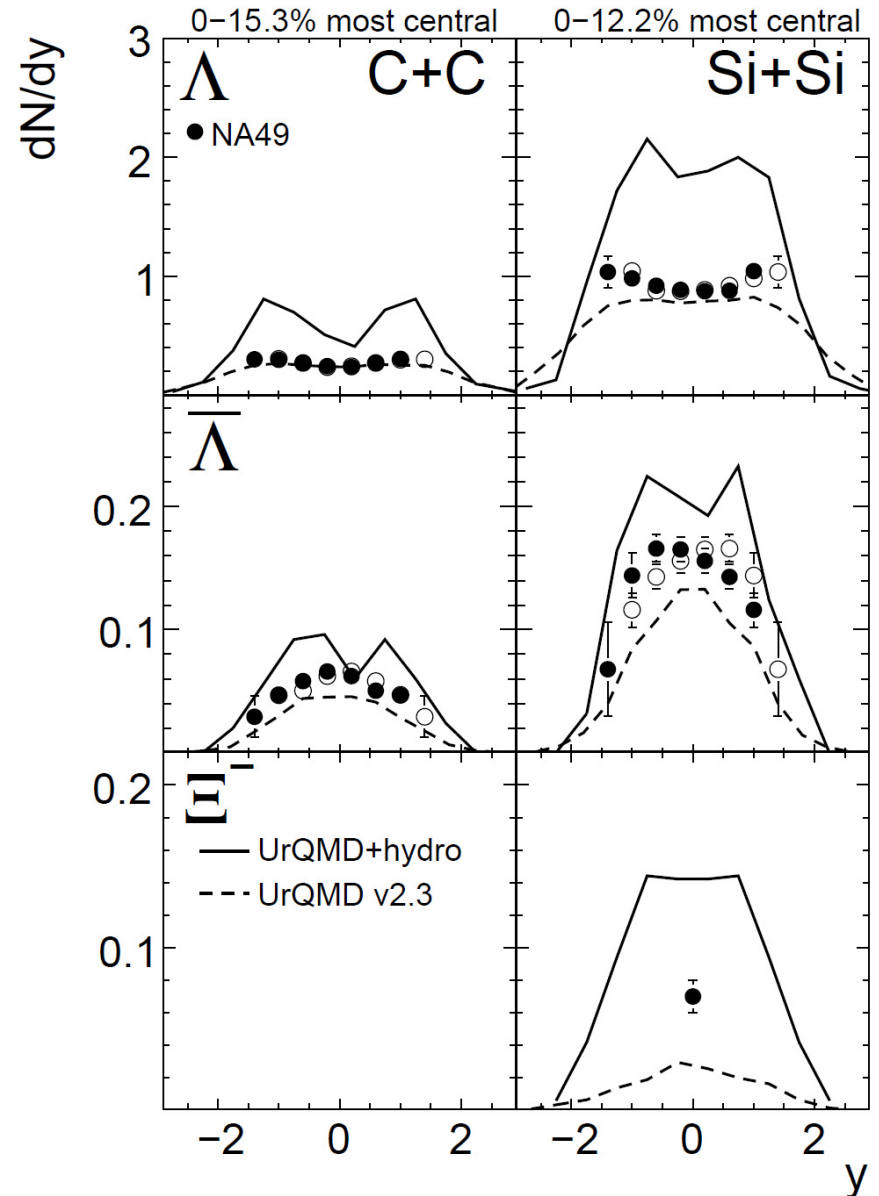 0−15.3% most central 0−12.2% most central
dN/dy
3
2
1
Λ C+C Si+Si
● NA49
Λ̅
0.2
0.1
Ξ⁻
0.2
0.1
UrQMD+hydro
UrQMD v2.3
−2 0 2 −2 0 2
y